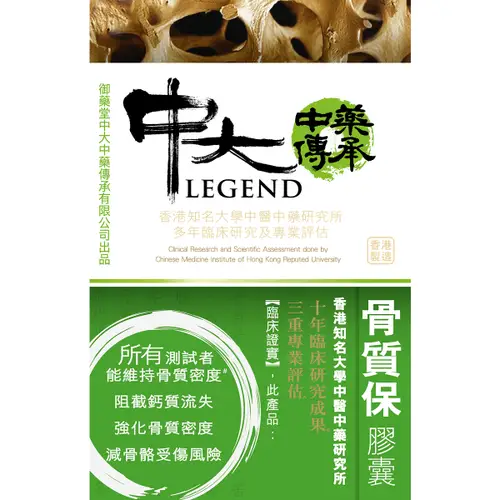 御藥堂中大中藥傳承有限公司出品
中大
中藥
傳承
LEGEND
香港知名大學中醫中藥研究所
多年臨床研究及專業評估
Clinical Research and Scientific Assessment done by
Chinese Medicine Institute of Hong Kong Reputed University
香港
製造
骨質保膠囊
香港知名大學中醫中藥研究所
十年臨床研究成果。
三重專業評估。
【臨床證實】,此產品:
所有測試者
能維持骨質密度#
阻截鈣質流失
強化骨質密度
減骨骼受傷風險